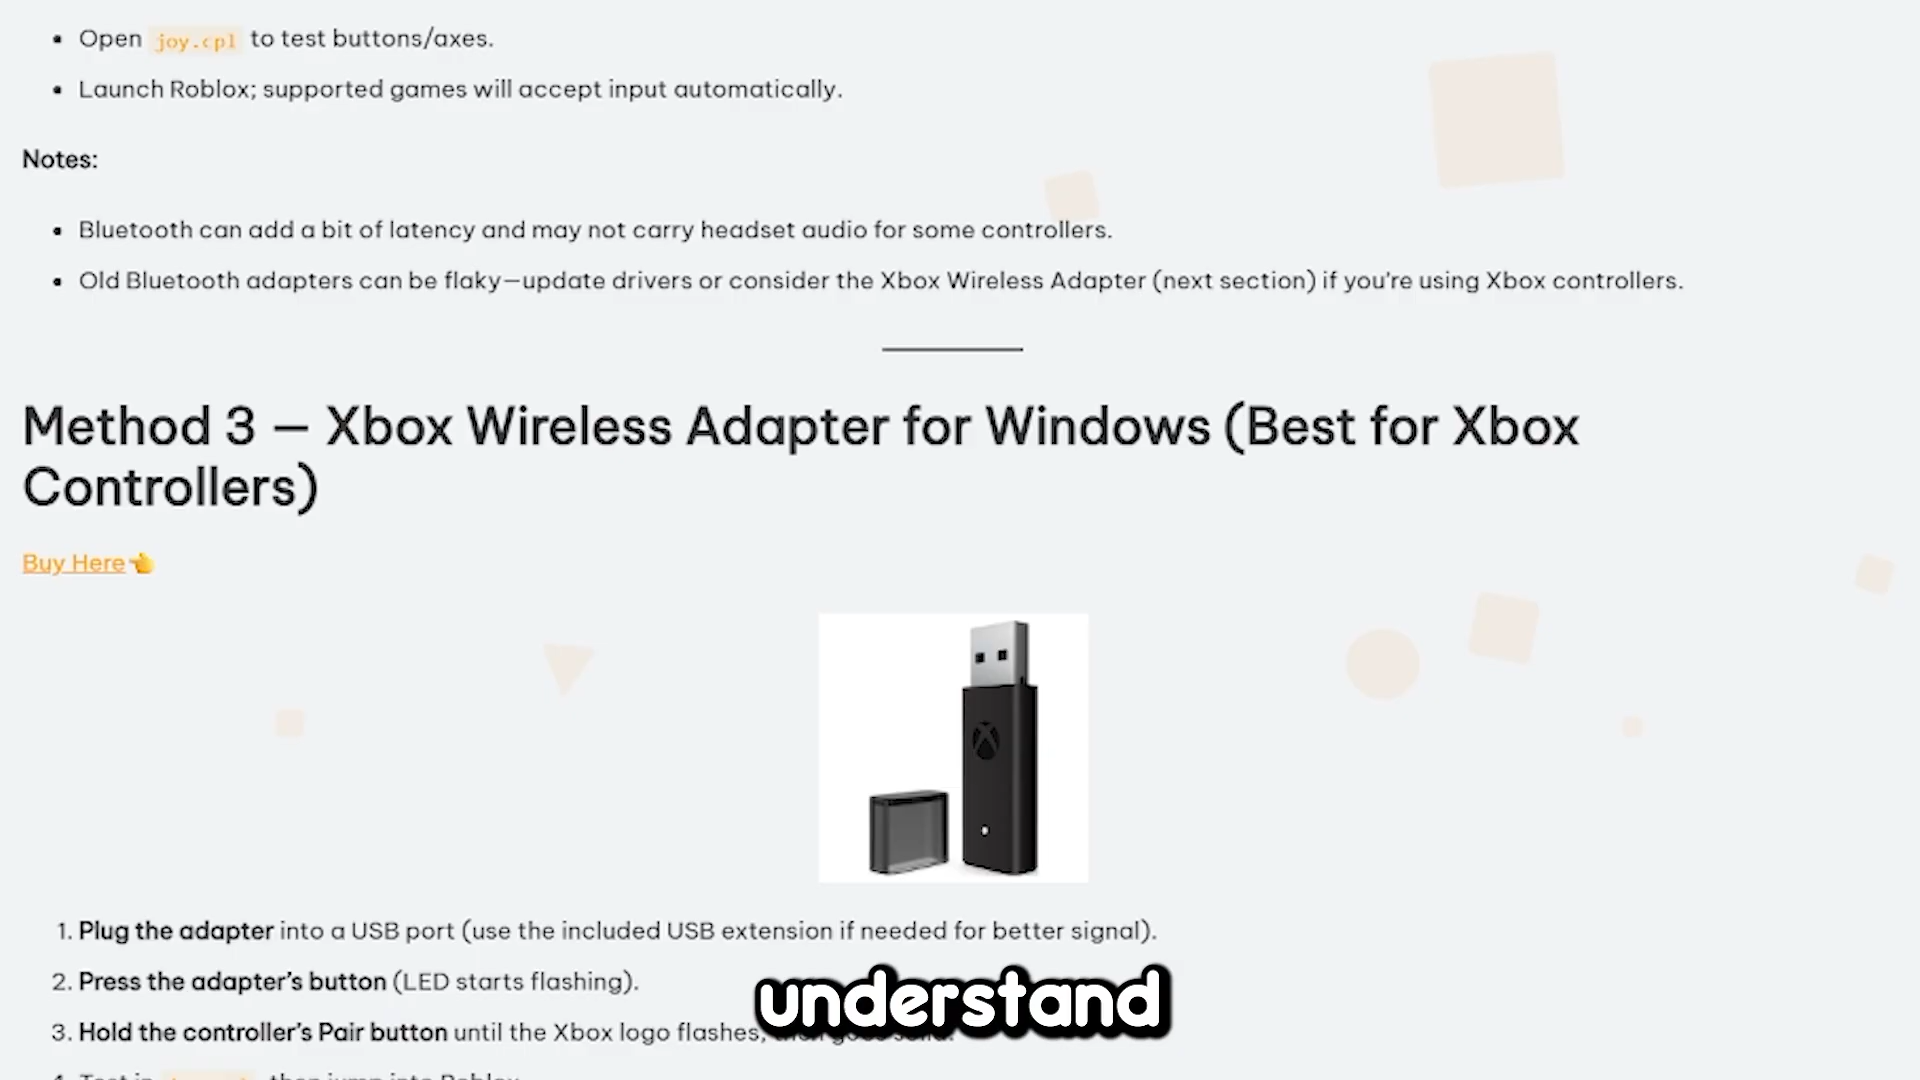 • Open joy.cpl to test buttons/axes.
• Launch Roblox; supported games will accept input automatically.
Notes:
• Bluetooth can add a bit of latency and may not carry headset audio for some controllers.
• Old Bluetooth adapters can be flaky—update drivers or consider the Xbox Wireless Adapter (next section) if you're using Xbox controllers.
Method 3 — Xbox Wireless Adapter for Windows (Best for Xbox
Controllers)
Buy Here
1. Plug the adapter into a USB port (use the included USB extension if needed for better signal).
2. Press the adapter's button (LED starts flashing).
3. Hold the controller's Pair button until the Xbox logo flashes,
understand